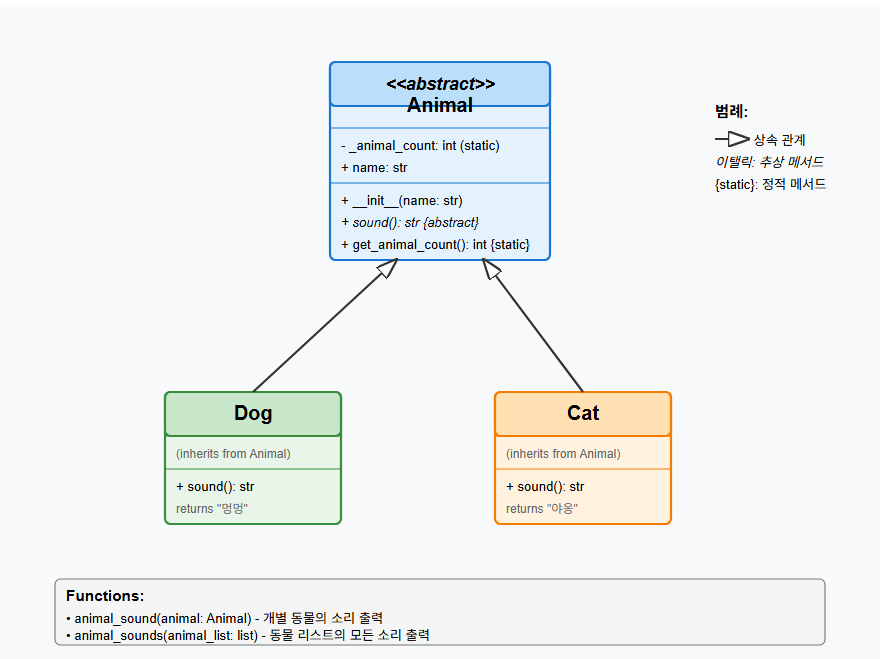 <<abstract>>
Animal
- _animal_count: int (static)
+ name: str
+ __init__(name: str)
+ sound(): str {abstract}
+ get_animal_count(): int {static}
범례:
상속 관계
이탤릭: 추상 메서드
{static}: 정적 메서드
Dog
(inherits from Animal)
+ sound(): str
returns "멍멍"
Cat
(inherits from Animal)
+ sound(): str
returns "야옹"
Functions:
• animal_sound(animal: Animal) - 개별 동물의 소리 출력
• animal_sounds(animal_list: list) - 동물 리스트의 모든 소리 출력